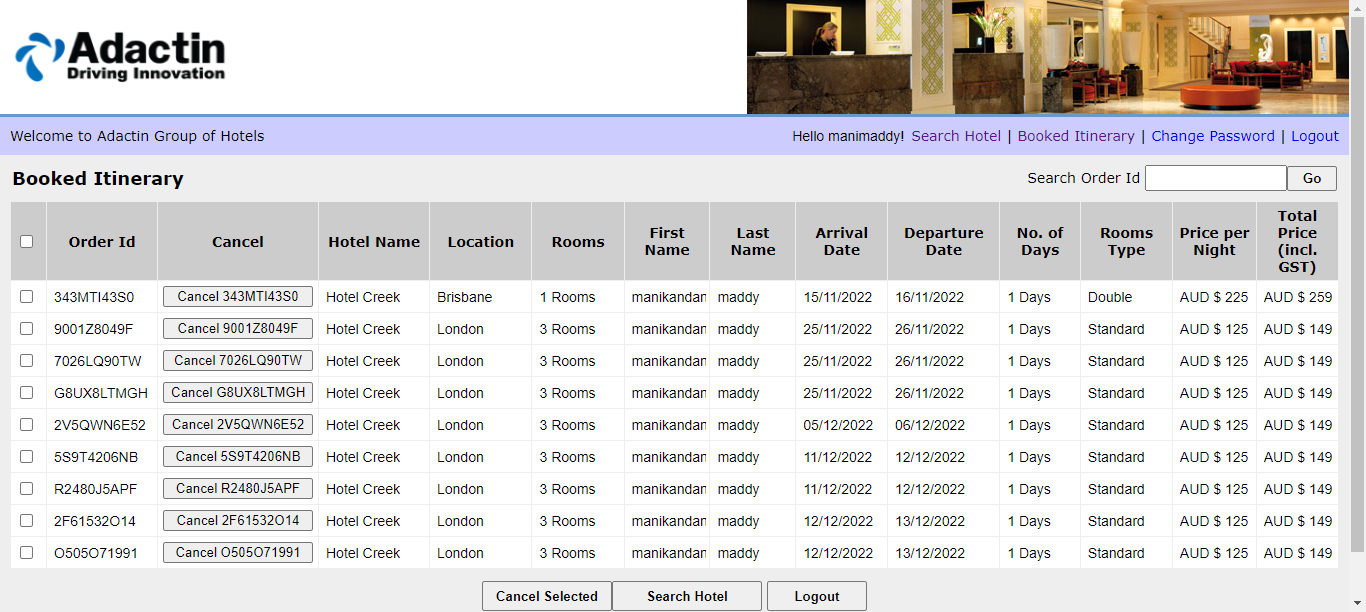 Adactin
Driving Innovation
Welcome to Adactin Group of Hotels Hello manimaddy! Search Hotel | Booked Itinerary | Change Password | Logout
Booked Itinerary Search Order Id Go
Order Id Cancel Hotel Name Location Rooms First Name Last Name Arrival Date Departure Date No. of Days Rooms Type Price per Night Total Price (incl. GST)
343MTI43S0 Cancel 343MTI43S0 Hotel Creek Brisbane 1 Rooms manikandan maddy 15/11/2022 16/11/2022 1 Days Double AUD $ 225 AUD $ 259
9001Z8049F Cancel 9001Z8049F Hotel Creek London 3 Rooms manikandan maddy 25/11/2022 26/11/2022 1 Days Standard AUD $ 125 AUD $ 149
7026LQ90TW Cancel 7026LQ90TW Hotel Creek London 3 Rooms manikandan maddy 25/11/2022 26/11/2022 1 Days Standard AUD $ 125 AUD $ 149
G8UX8LTMGH Cancel G8UX8LTMGH Hotel Creek London 3 Rooms manikandan maddy 25/11/2022 26/11/2022 1 Days Standard AUD $ 125 AUD $ 149
2V5QWN6E52 Cancel 2V5QWN6E52 Hotel Creek London 3 Rooms manikandan maddy 05/12/2022 06/12/2022 1 Days Standard AUD $ 125 AUD $ 149
5S9T4206NB Cancel 5S9T4206NB Hotel Creek London 3 Rooms manikandan maddy 11/12/2022 12/12/2022 1 Days Standard AUD $ 125 AUD $ 149
R2480J5APF Cancel R2480J5APF Hotel Creek London 3 Rooms manikandan maddy 11/12/2022 12/12/2022 1 Days Standard AUD $ 125 AUD $ 149
2F61532O14 Cancel 2F61532O14 Hotel Creek London 3 Rooms manikandan maddy 12/12/2022 13/12/2022 1 Days Standard AUD $ 125 AUD $ 149
O505O71991 Cancel O505O71991 Hotel Creek London 3 Rooms manikandan maddy 12/12/2022 13/12/2022 1 Days Standard AUD $ 125 AUD $ 149
Cancel Selected Search Hotel Logout